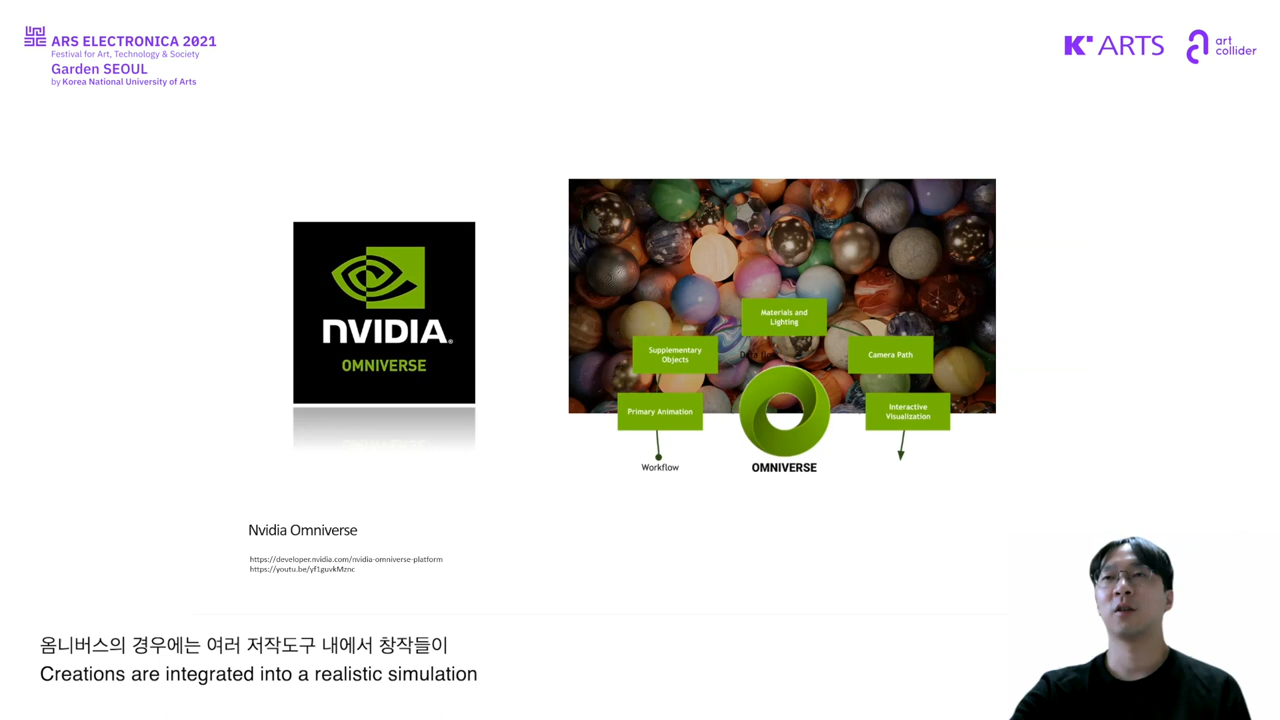 ARS ELECTRONICA 2021
Festival for Art, Technology & Society
Garden SEOUL
by Korea National University of Arts
K ARTS
art
collider
NVIDIA.
OMNIVERSE
Materials and
Lighting
Supplementary
Objects
Camera Path
Primary Animation
Interactive
Visualization
Workflow
OMNIVERSE
Nvidia Omniverse
https://developer.nvidia.com/nvidia-omniverse-platform
https://youtu.be/yf1guvkMznc
옴니버스의 경우에는 여러 저작도구 내에서 창작들이
Creations are integrated into a realistic simulation